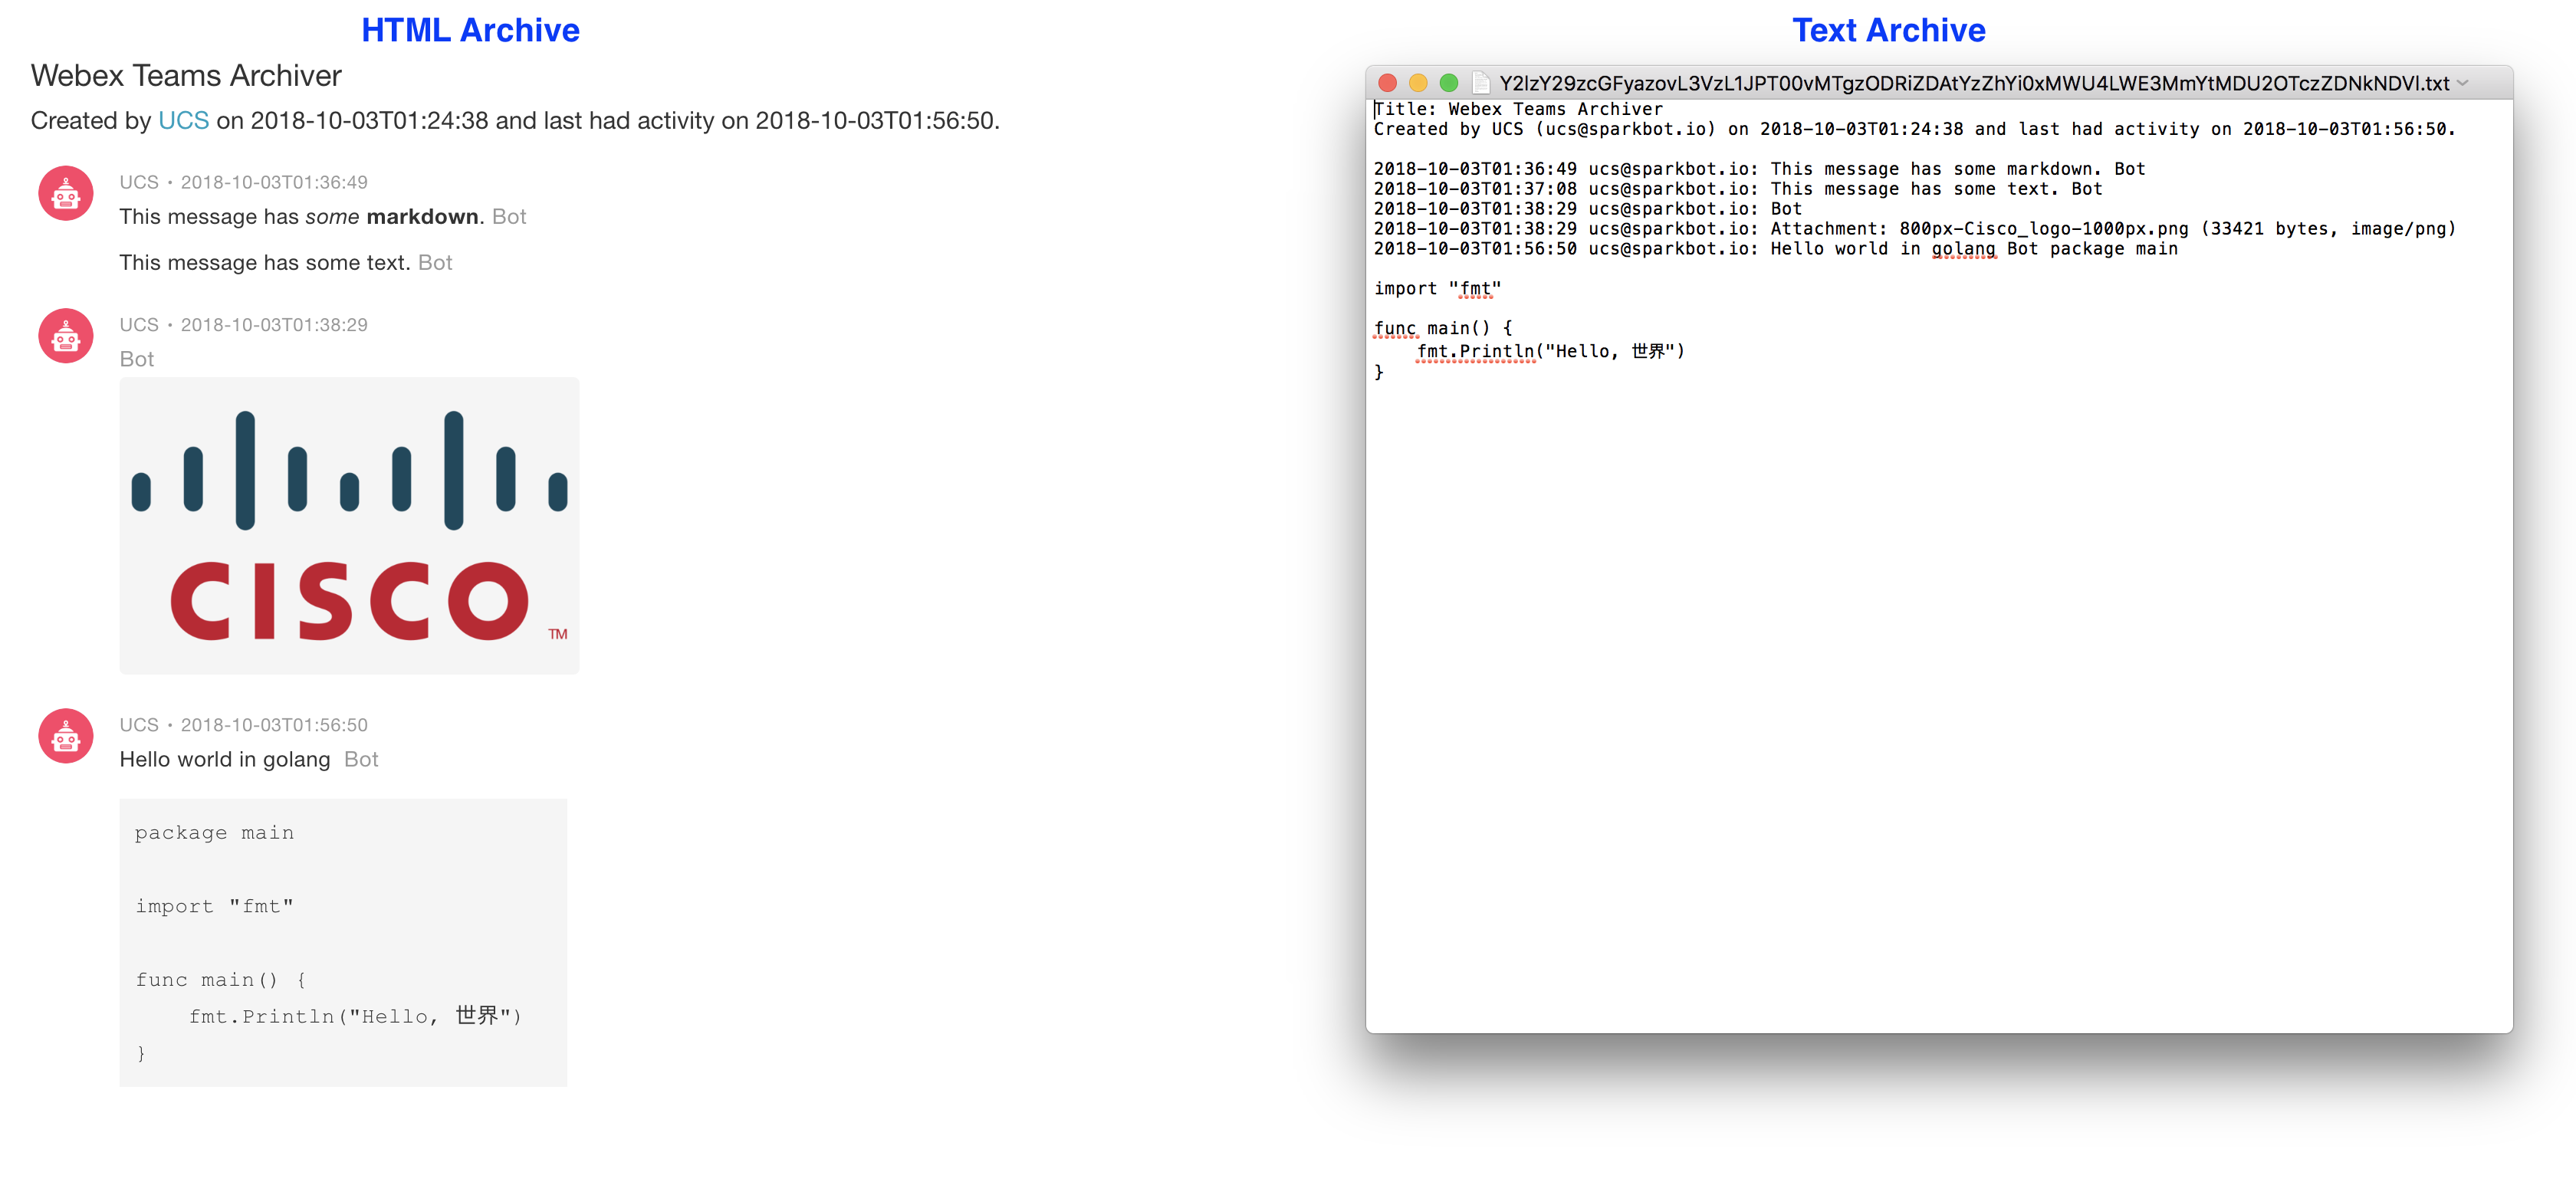 HTML Archive
Webex Teams Archiver
Created by UCS on 2018-10-03T01:24:38 and last had activity on 2018-10-03T01:56:50.
UCS • 2018-10-03T01:36:49
This message has some markdown. Bot
This message has some text. Bot
UCS • 2018-10-03T01:38:29
Bot
CISCO TM
UCS • 2018-10-03T01:56:50
Hello world in golang Bot
package main
import "fmt"
func main() {
    fmt.Println("Hello, 世界")
}
Text Archive
Y2lzY29zcGFyazovL3VzL1JPT00vMTgzODRiZDAtYzZhYi0xMWU4LWE3MmYtMDU2OTczZDNkNDVl.txt
Title: Webex Teams Archiver
Created by UCS (ucs@sparkbot.io) on 2018-10-03T01:24:38 and last had activity on 2018-10-03T01:56:50.
2018-10-03T01:36:49 ucs@sparkbot.io: This message has some markdown. Bot
2018-10-03T01:37:08 ucs@sparkbot.io: This message has some text. Bot
2018-10-03T01:38:29 ucs@sparkbot.io: Bot
2018-10-03T01:38:29 ucs@sparkbot.io: Attachment: 800px-Cisco_logo-1000px.png (33421 bytes, image/png)
2018-10-03T01:56:50 ucs@sparkbot.io: Hello world in golang Bot package main
import "fmt"
func main() {
    fmt.Println("Hello, 世界")
}